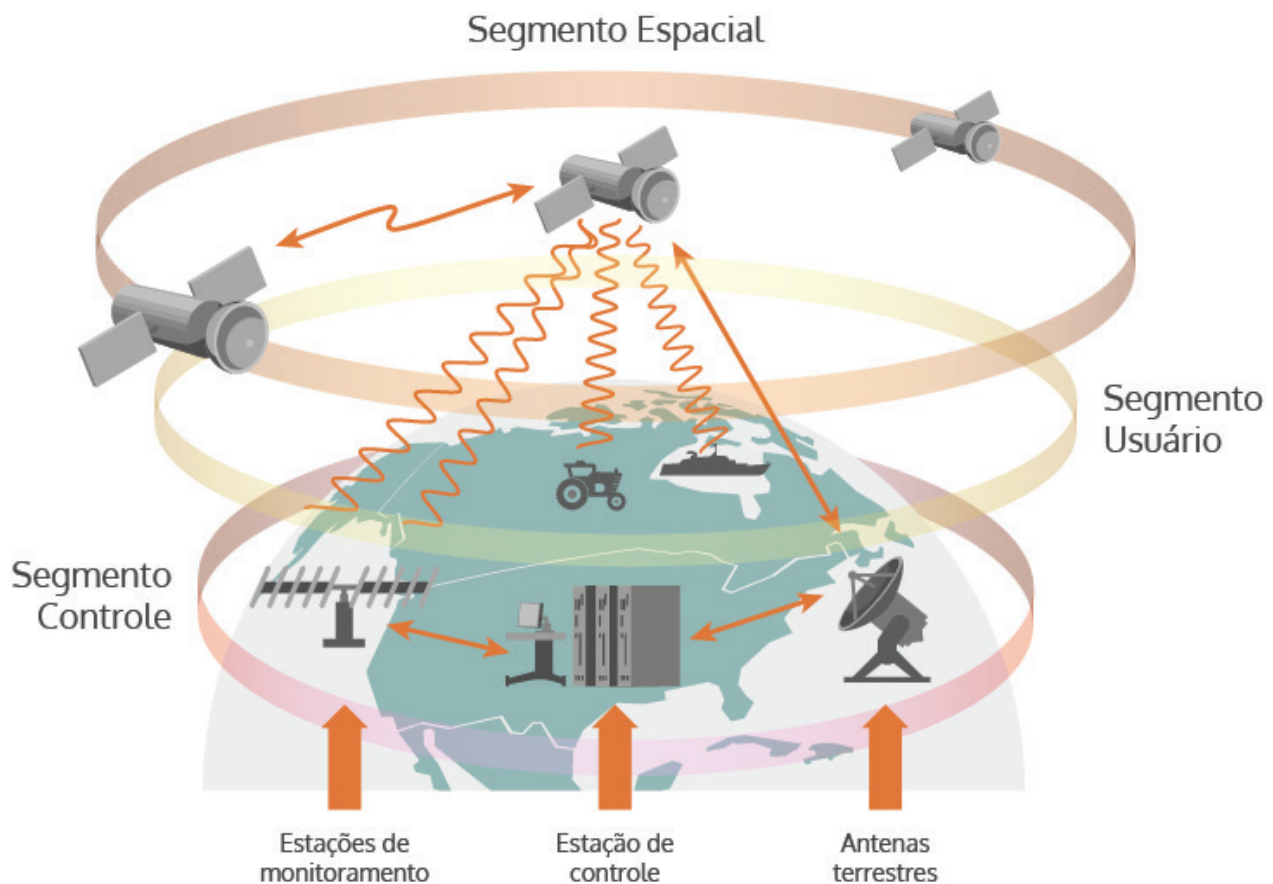 Segmento Espacial
Segmento
Usuário
Segmento
Controle
Estações de
monitoramento
Estação de
controle
Antenas
terrestres